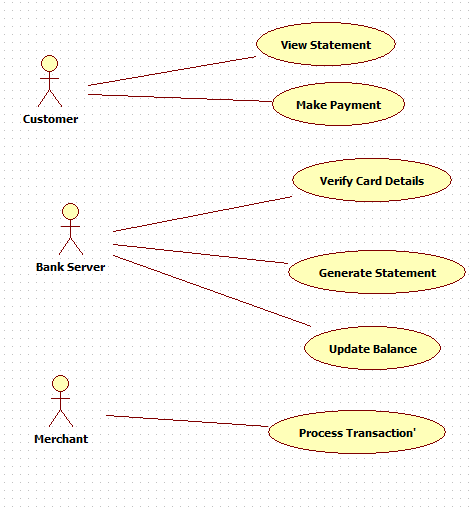 View Statement
Customer
Make Payment
Verify Card Details
Bank Server
Generate Statement
Update Balance
Merchant
Process Transaction'